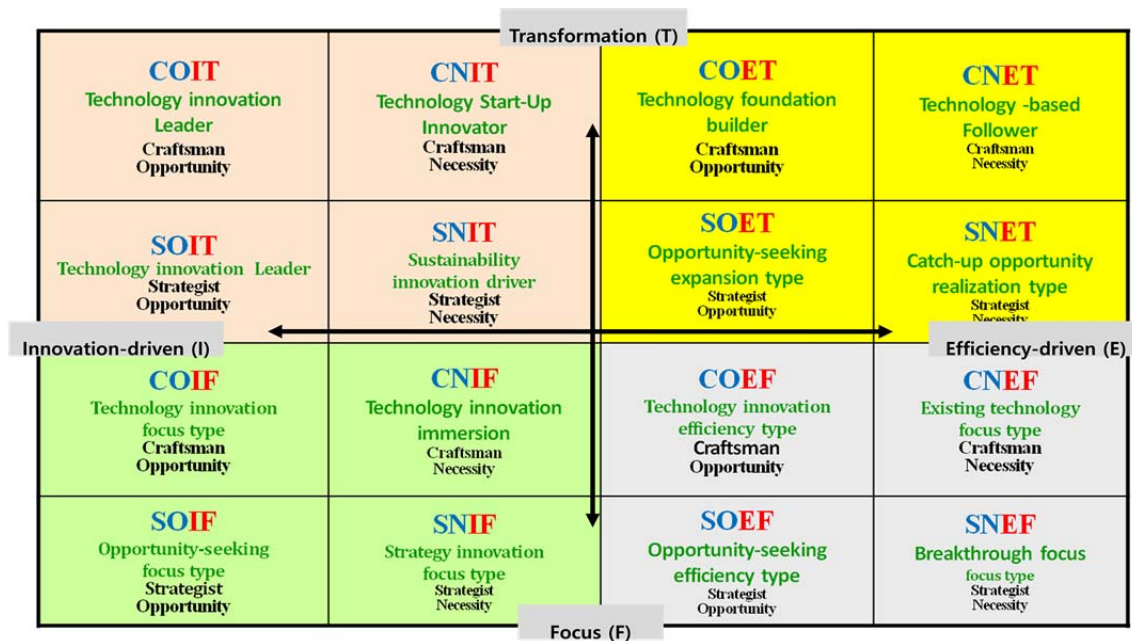 Transformation (T)
COIT
Technology innovation
Leader
Craftsman
Opportunity
CNIT
Technology Start-Up
Innovator
Craftsman
Necessity
COET
Technology foundation
builder
Craftsman
Opportunity
CNET
Technology -based
Follower
Craftsman
Necessity
SOIT
Technology innovation Leader
Strategist
Opportunity
SNIT
Sustainability
innovation driver
Strategist
Necessity
SOET
Opportunity-seeking
expansion type
Strategist
Opportunity
SNET
Catch-up opportunity
realization type
Strategist
Necessity
Innovation-driven (I)
Efficiency-driven (E)
COIF
Technology innovation
focus type
Craftsman
Opportunity
CNIF
Technology innovation
immersion
Craftsman
Necessity
COEF
Technology innovation
efficiency type
Craftsman
Opportunity
CNEF
Existing technology
focus type
Craftsman
Necessity
SOIF
Opportunity-seeking
focus type
Strategist
Opportunity
SNIF
Strategy innovation
focus type
Strategist
Necessity
SOEF
Opportunity-seeking
efficiency type
Strategist
Opportunity
SNEF
Breakthrough focus
focus type
Strategist
Necessity
Focus (F)